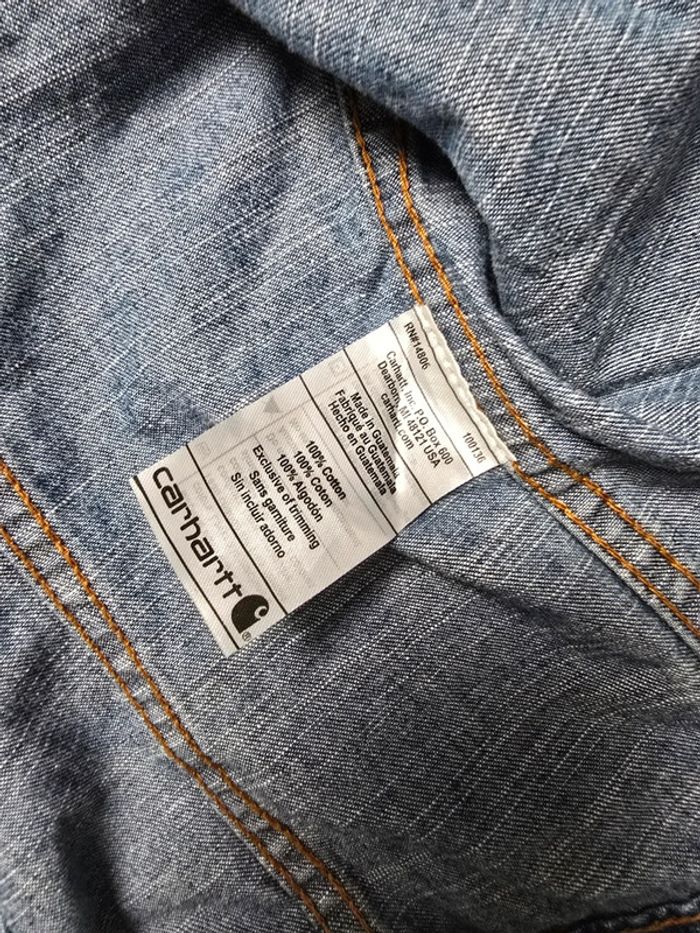 RN#14806
100136
Carhartt, Inc. P.O. Box 600
Dearborn, MI 48121 USA
carhartt.com
Made in Guatemala
Fabriqué au Guatemala
Hecho en Guatemala
100% Cotton
100% Coton
100% Algodón
Exclusive of trimming
Sans garniture
Sin incluir adorno
carhartt ®